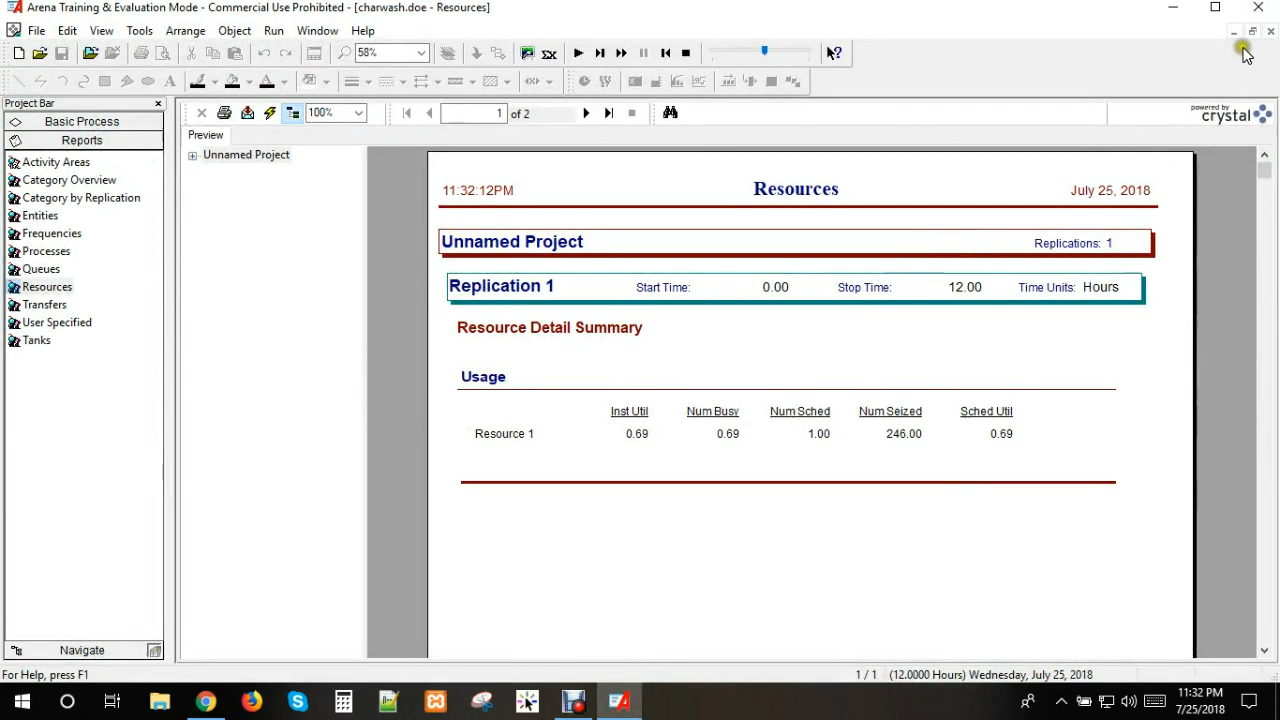 Arena Training & Evaluation Mode - Commercial Use Prohibited - [charwash.doe - Resources]
File Edit View Tools Arrange Object Run Window Help
58%
Project Bar
Basic Process
Reports
Activity Areas
Category Overview
Category by Replication
Entities
Frequencies
Processes
Queues
Resources
Transfers
User Specified
Tanks
Navigate
100%
1 of 2
powered by
crystal
Preview
Unnamed Project
11:32:12PM Resources July 25, 2018
Unnamed Project Replications: 1
Replication 1 Start Time: 0.00 Stop Time: 12.00 Time Units: Hours
Resource Detail Summary
Usage
Inst Util Num Busy Num Sched Num Seized Sched Util
Resource 1 0.69 0.69 1.00 246.00 0.69
For Help, press F1
1 / 1 (12.0000 Hours) Wednesday, July 25, 2018
11:32 PM
7/25/2018